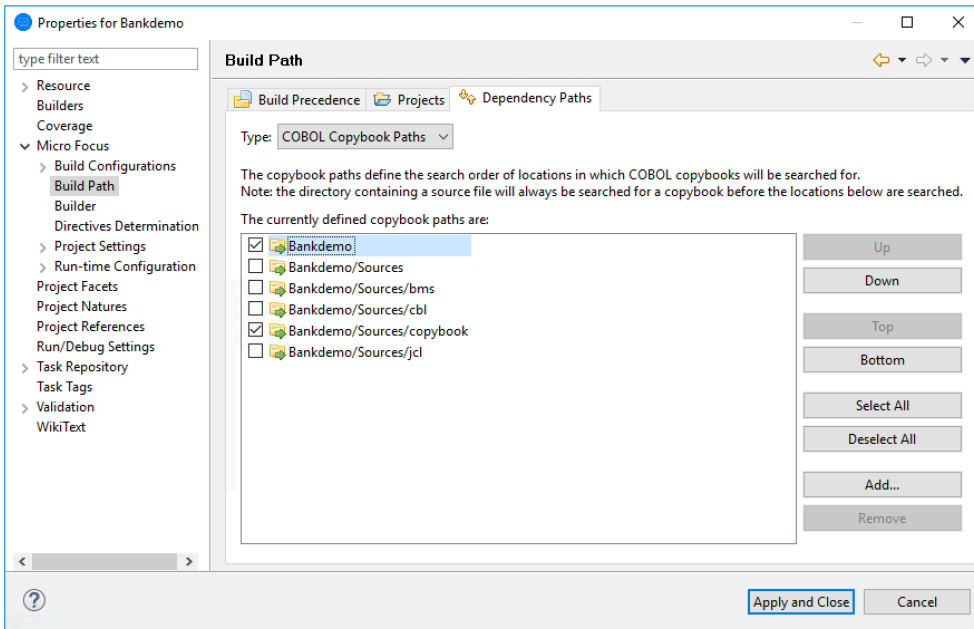 Properties for Bankdemo
type filter text
Resource
Builders
Coverage
Micro Focus
Build Configurations
Build Path
Builder
Directives Determination
Project Settings
Run-time Configuration
Project Facets
Project Natures
Project References
Run/Debug Settings
Task Repository
Task Tags
Validation
WikiText
Build Path
Build Precedence Projects Dependency Paths
Type: COBOL Copybook Paths
The copybook paths define the search order of locations in which COBOL copybooks will be searched for.
Note: the directory containing a source file will always be searched for a copybook before the locations below are searched.
The currently defined copybook paths are:
Bankdemo
Bankdemo/Sources
Bankdemo/Sources/bms
Bankdemo/Sources/cbl
Bankdemo/Sources/copybook
Bankdemo/Sources/jcl
Up
Down
Top
Bottom
Select All
Deselect All
Add...
Remove
?
Apply and Close Cancel